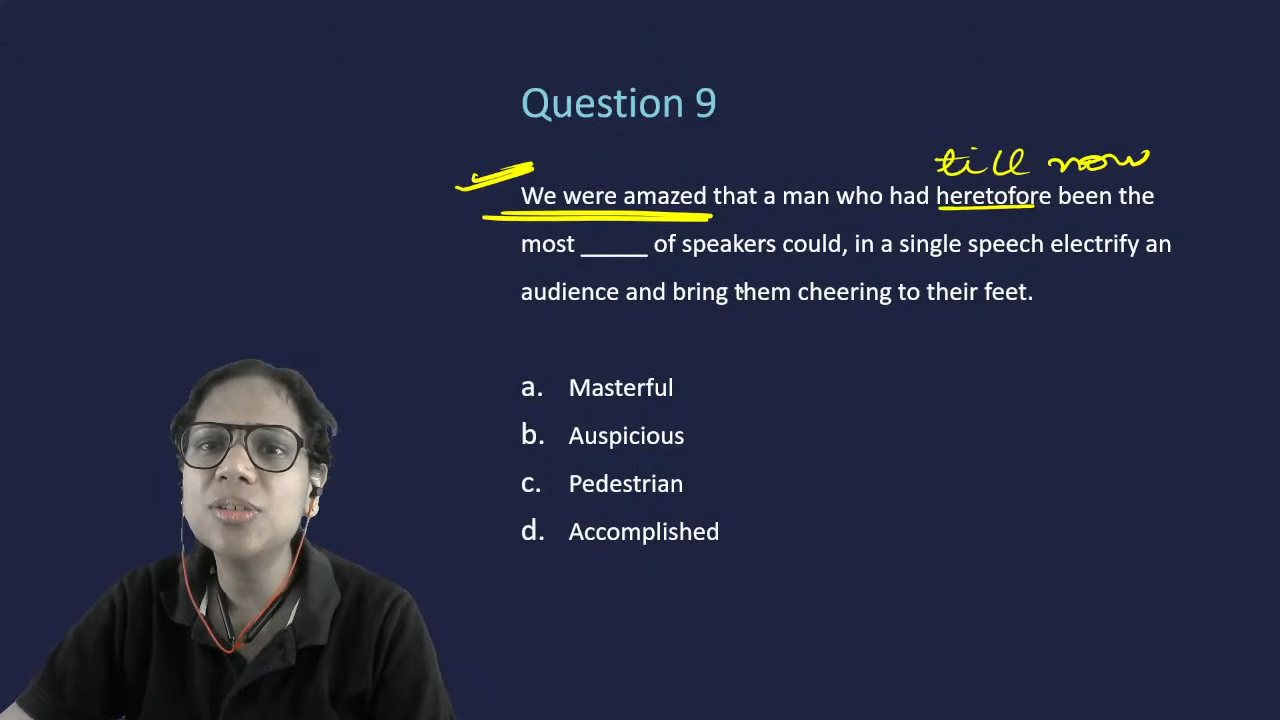 Question 9
till now
We were amazed that a man who had heretofore been the
most ______ of speakers could, in a single speech electrify an
audience and bring them cheering to their feet.
a. Masterful
b. Auspicious
c. Pedestrian
d. Accomplished